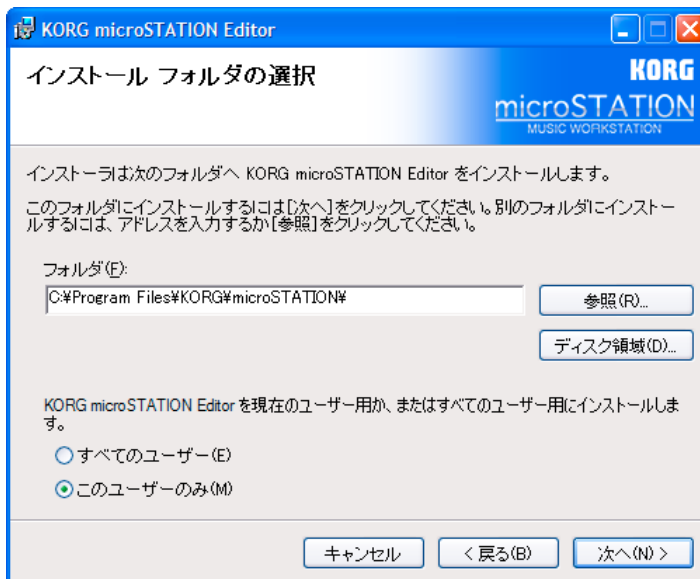 KORG microSTATION Editor
インストール フォルダの選択
KORG
microSTATION
MUSIC WORKSTATION
インストーラは次のフォルダへ KORG microSTATION Editor をインストールします。
このフォルダにインストールするには[次へ]をクリックしてください。別のフォルダにインストー
ルするには、アドレスを入力するか[参照]をクリックしてください。
フォルダ(F):
C:¥Program Files¥KORG¥microSTATION¥
参照(R)...
ディスク領域(D)...
KORG microSTATION Editor を現在のユーザー用か、またはすべてのユーザー用にインストールしま
す。
すべてのユーザー(E)
このユーザーのみ(M)
キャンセル
< 戻る(B)
次へ(N) >